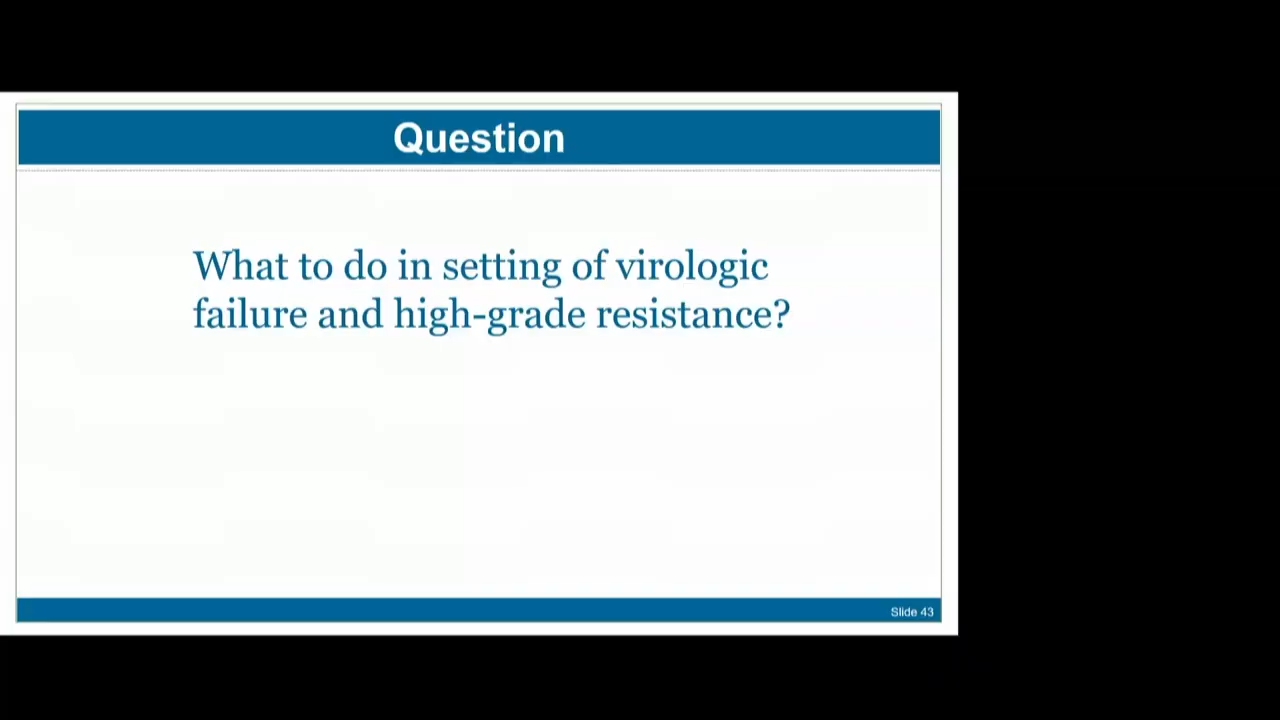 Question
What to do in setting of virologic
failure and high-grade resistance?
Slide 43